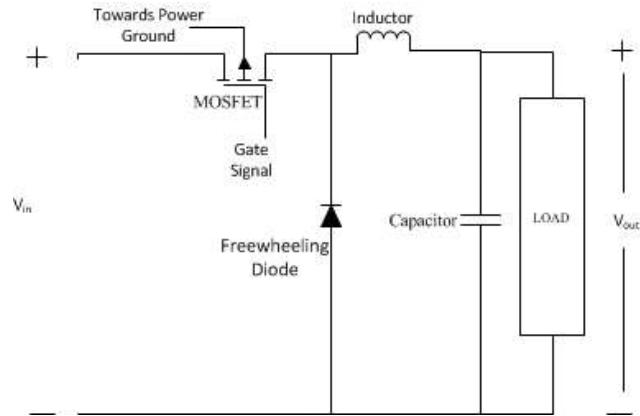 Towards Power
Ground
Inductor
+
+
MOSFET
Gate
Signal
Vin
Freewheeling
Diode
Capacitor
LOAD
Vout